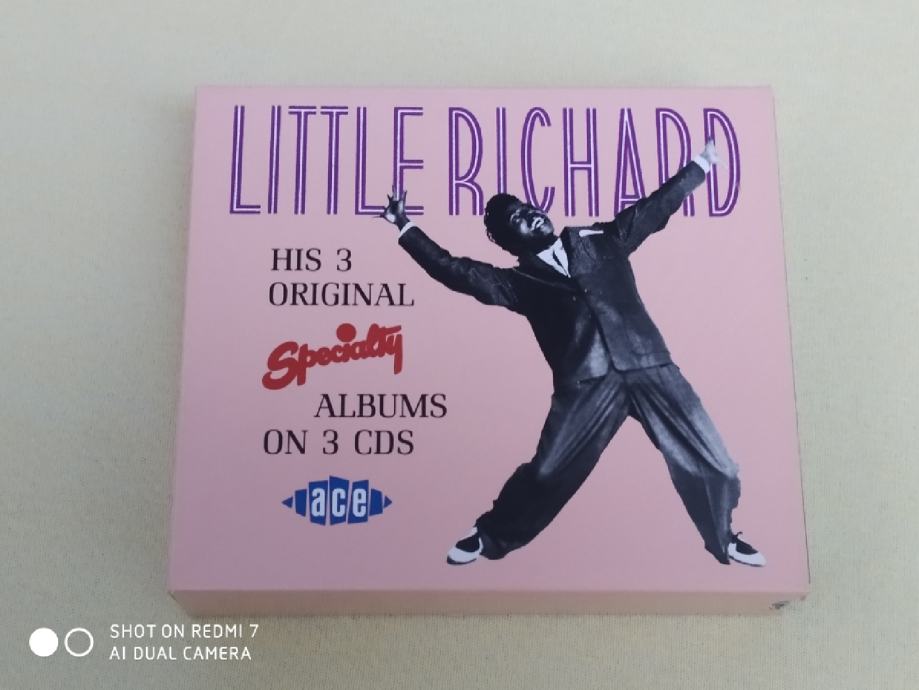 LITTLE RICHARD
HIS 3
ORIGINAL
Specialty
ALBUMS
ON 3 CDS
ace
SHOT ON REDMI 7
AI DUAL CAMERA